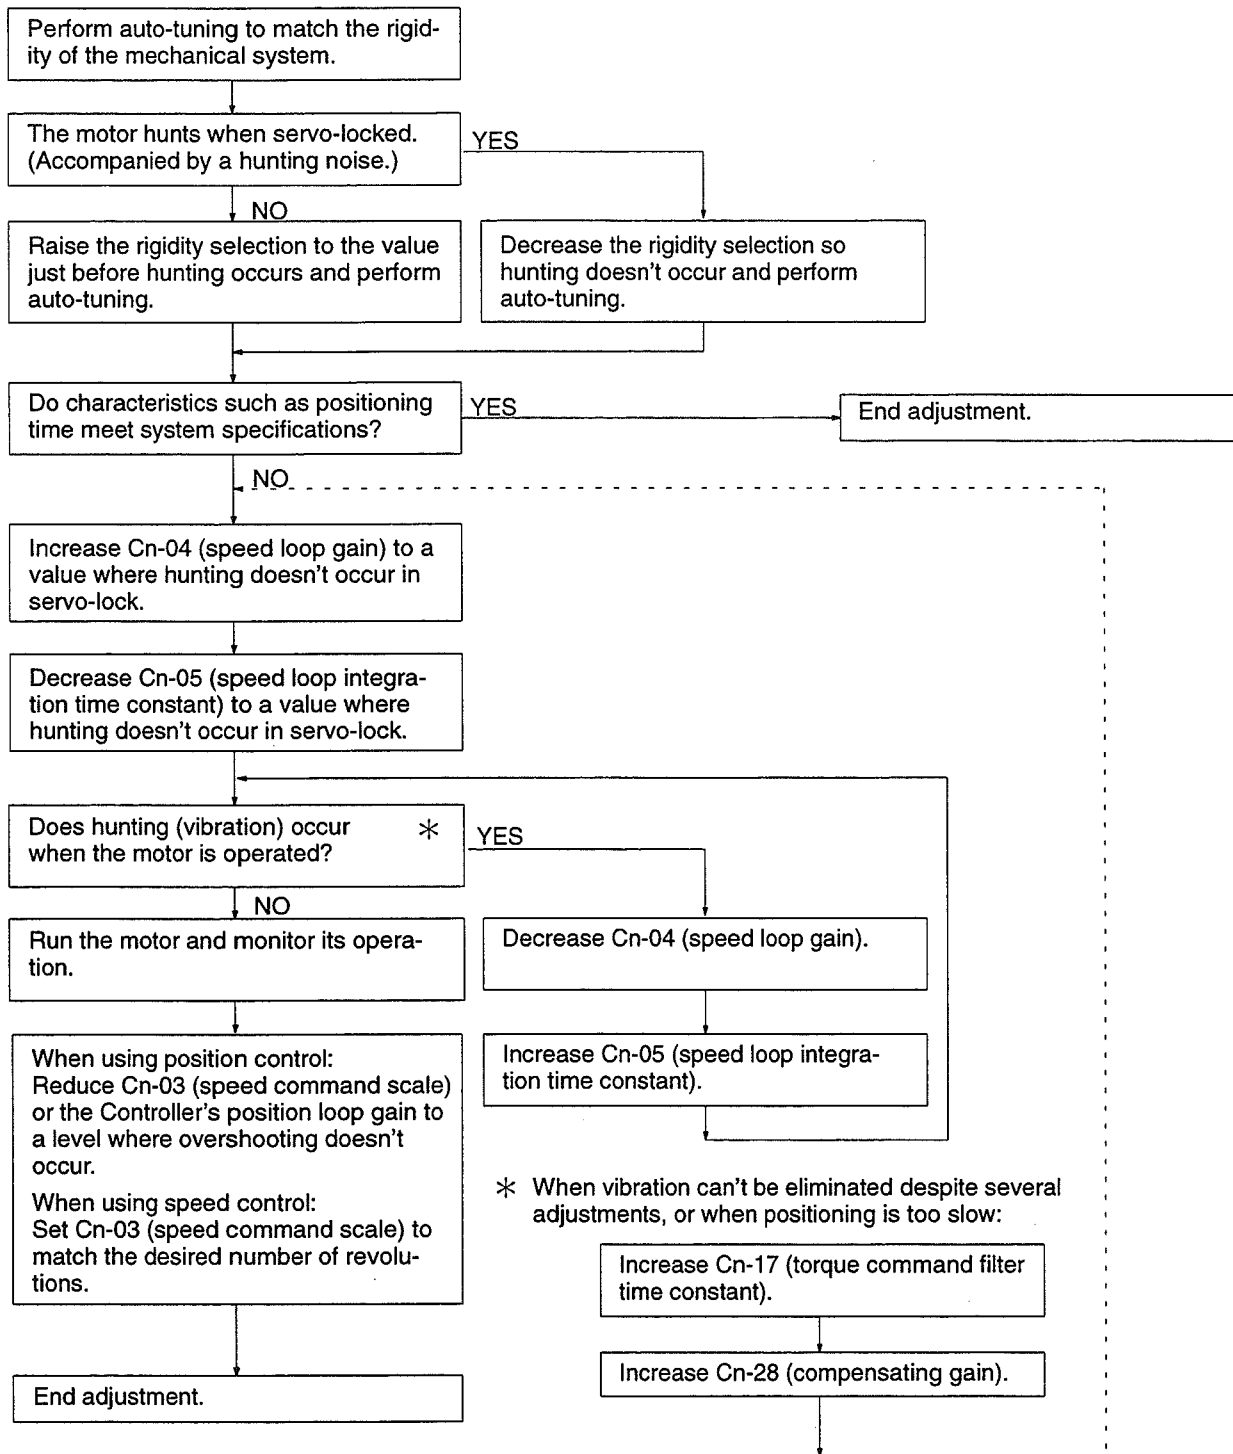 Perform auto-tuning to match the rigid-
ity of the mechanical system.
The motor hunts when servo-locked.
(Accompanied by a hunting noise.)
YES
NO
Raise the rigidity selection to the value
just before hunting occurs and perform
auto-tuning.
Decrease the rigidity selection so
hunting doesn't occur and perform
auto-tuning.
Do characteristics such as positioning
time meet system specifications?
YES
End adjustment.
NO
Increase Cn-04 (speed loop gain) to a
value where hunting doesn't occur in
servo-lock.
Decrease Cn-05 (speed loop integra-
tion time constant) to a value where
hunting doesn't occur in servo-lock.
Does hunting (vibration) occur *
when the motor is operated?
YES
NO
Run the motor and monitor its opera-
tion.
Decrease Cn-04 (speed loop gain).
Increase Cn-05 (speed loop integra-
tion time constant).
When using position control:
Reduce Cn-03 (speed command scale)
or the Controller's position loop gain to
a level where overshooting doesn't
occur.
When using speed control:
Set Cn-03 (speed command scale) to
match the desired number of revolu-
tions.
End adjustment.
* When vibration can't be eliminated despite several
adjustments, or when positioning is too slow:
Increase Cn-17 (torque command filter
time constant).
Increase Cn-28 (compensating gain).